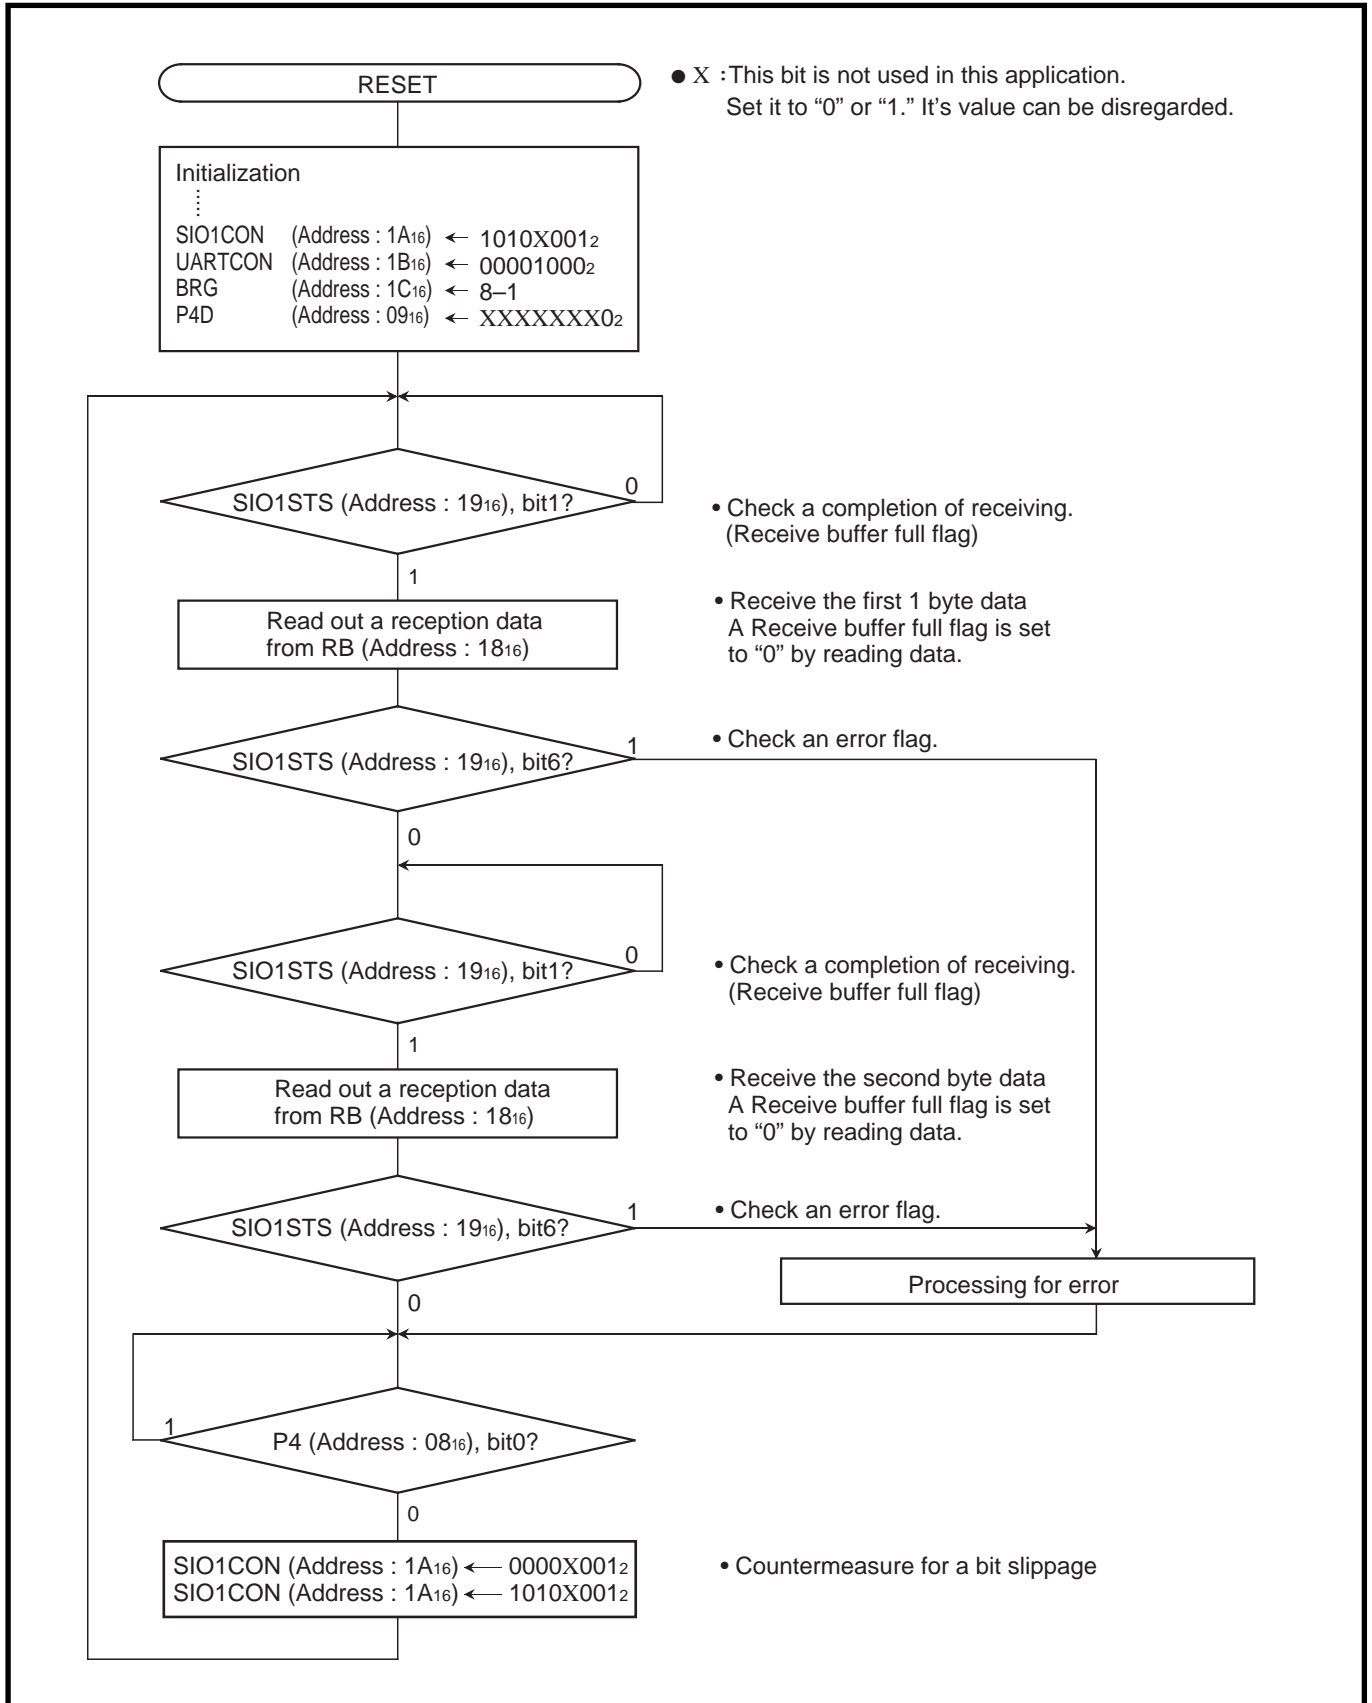 RESET
● X : This bit is not used in this application.
Set it to “0” or “1.” It’s value can be disregarded.
Initialization
SIO1CON (Address : 1A16) ← 1010X0012
UARTCON (Address : 1B16) ← 000010002
BRG (Address : 1C16) ← 8–1
P4D (Address : 0916) ← XXXXXXX02
SIO1STS (Address : 1916), bit1?
0
• Check a completion of receiving.
(Receive buffer full flag)
1
Read out a reception data
from RB (Address : 1816)
• Receive the first 1 byte data
A Receive buffer full flag is set
to “0” by reading data.
SIO1STS (Address : 1916), bit6?
1
• Check an error flag.
0
SIO1STS (Address : 1916), bit1?
0
• Check a completion of receiving.
(Receive buffer full flag)
1
Read out a reception data
from RB (Address : 1816)
• Receive the second byte data
A Receive buffer full flag is set
to “0” by reading data.
SIO1STS (Address : 1916), bit6?
1
• Check an error flag.
Processing for error
0
1
P4 (Address : 0816), bit0?
0
SIO1CON (Address : 1A16) ← 0000X0012
SIO1CON (Address : 1A16) ← 1010X0012
• Countermeasure for a bit slippage